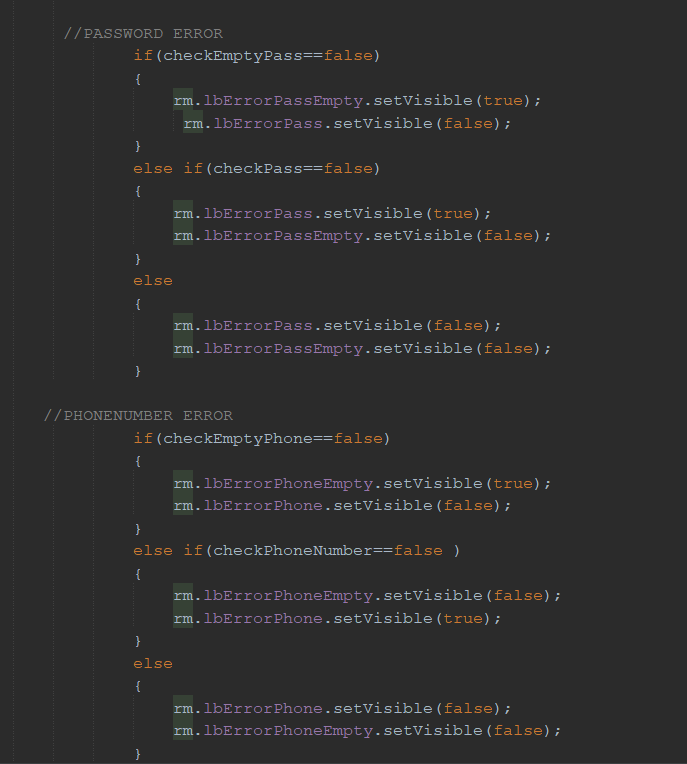 //PASSWORD ERROR
if(checkEmptyPass==false)
{
rm.lbErrorPassEmpty.setVisible(true);
rm.lbErrorPass.setVisible(false);
}
else if(checkPass==false)
{
rm.lbErrorPass.setVisible(true);
rm.lbErrorPassEmpty.setVisible(false);
}
else
{
rm.lbErrorPass.setVisible(false);
rm.lbErrorPassEmpty.setVisible(false);
}
//PHONENUMBER ERROR
if(checkEmptyPhone==false)
{
rm.lbErrorPhoneEmpty.setVisible(true);
rm.lbErrorPhone.setVisible(false);
}
else if(checkPhoneNumber==false )
{
rm.lbErrorPhoneEmpty.setVisible(false);
rm.lbErrorPhone.setVisible(true);
}
else
{
rm.lbErrorPhone.setVisible(false);
rm.lbErrorPhoneEmpty.setVisible(false);
}